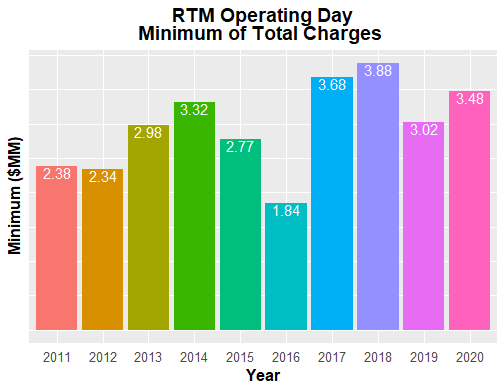 RTM Operating Day
Minimum of Total Charges
Minimum ($MM)
2.38
2.34
2.98
3.32
2.77
1.84
3.68
3.88
3.02
3.48
2011 2012 2013 2014 2015 2016 2017 2018 2019 2020
Year